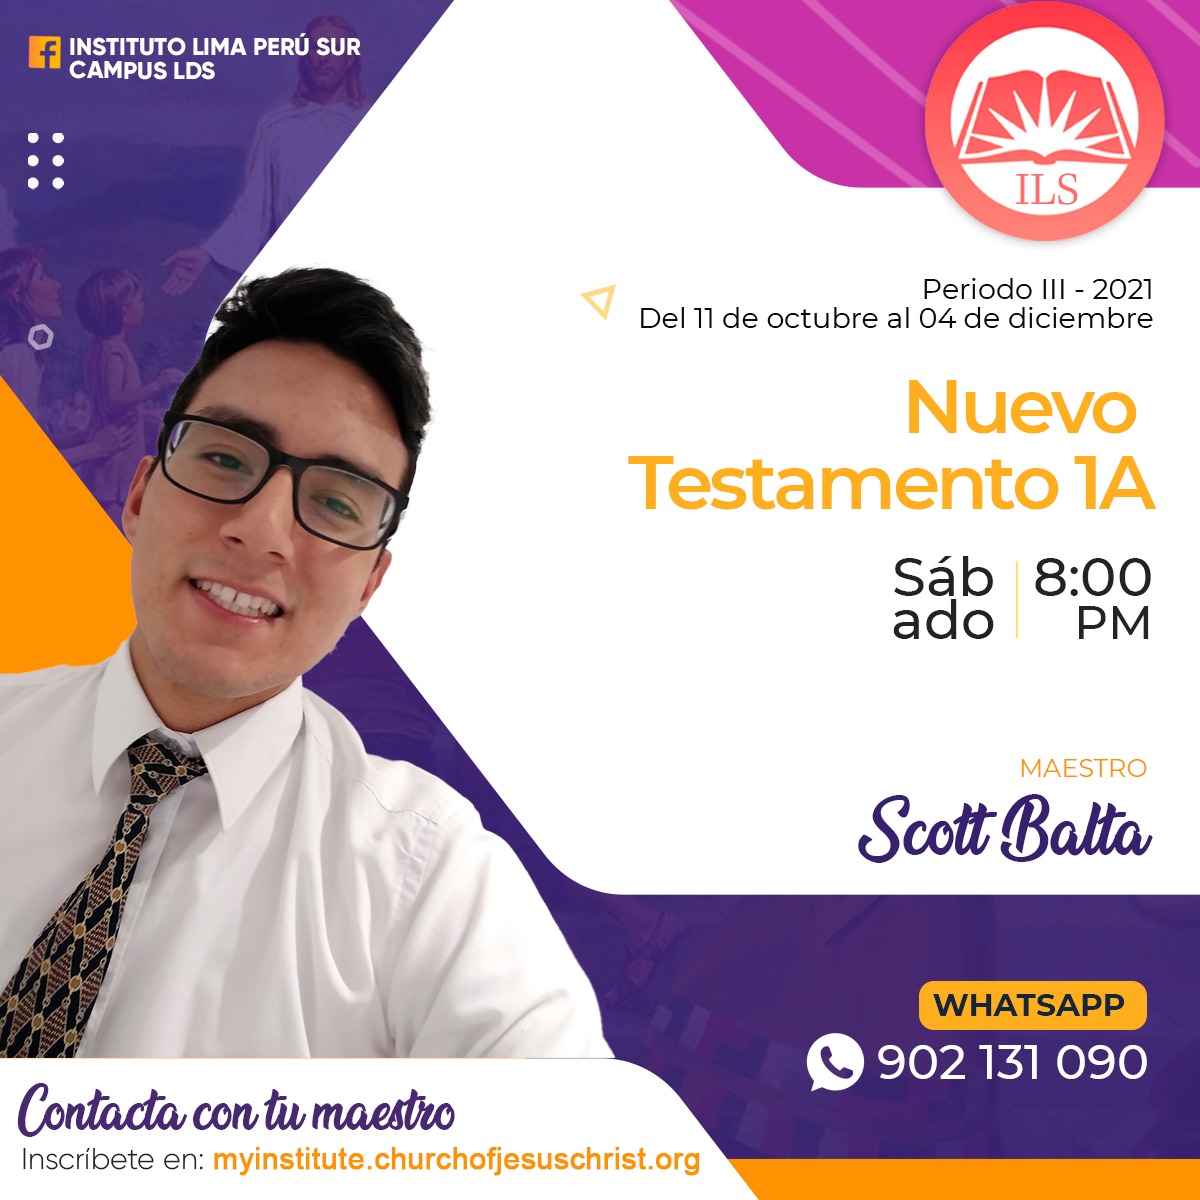 INSTITUTO LIMA PERÚ SUR
CAMPUS LDS
ILS
Periodo III - 2021
Del 11 de octubre al 04 de diciembre
Nuevo
Testamento 1A
Sáb
ado
8:00
PM
MAESTRO
Scott Balta
WHATSAPP
902 131 090
Contacta con tu maestro
Inscríbete en: myinstitute.churchofjesuschrist.org